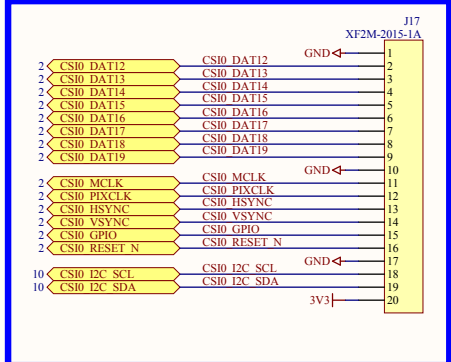 J17
XF2M-2015-1A
GND 1
2 CSI0_DAT12 CSI0_DAT12 2
2 CSI0_DAT13 CSI0_DAT13 3
2 CSI0_DAT14 CSI0_DAT14 4
2 CSI0_DAT15 CSI0_DAT15 5
2 CSI0_DAT16 CSI0_DAT16 6
2 CSI0_DAT17 CSI0_DAT17 7
2 CSI0_DAT18 CSI0_DAT18 8
2 CSI0_DAT19 CSI0_DAT19 9
GND 10
2 CSI0_MCLK CSI0_MCLK 11
2 CSI0_PIXCLK CSI0_PIXCLK 12
2 CSI0_HSYNC CSI0_HSYNC 13
2 CSI0_VSYNC CSI0_VSYNC 14
2 CSI0_GPIO CSI0_GPIO 15
2 CSI0_RESET_N CSI0_RESET_N 16
GND 17
10 CSI0_I2C_SCL CSI0_I2C_SCL 18
10 CSI0_I2C_SDA CSI0_I2C_SDA 19
3V3 20